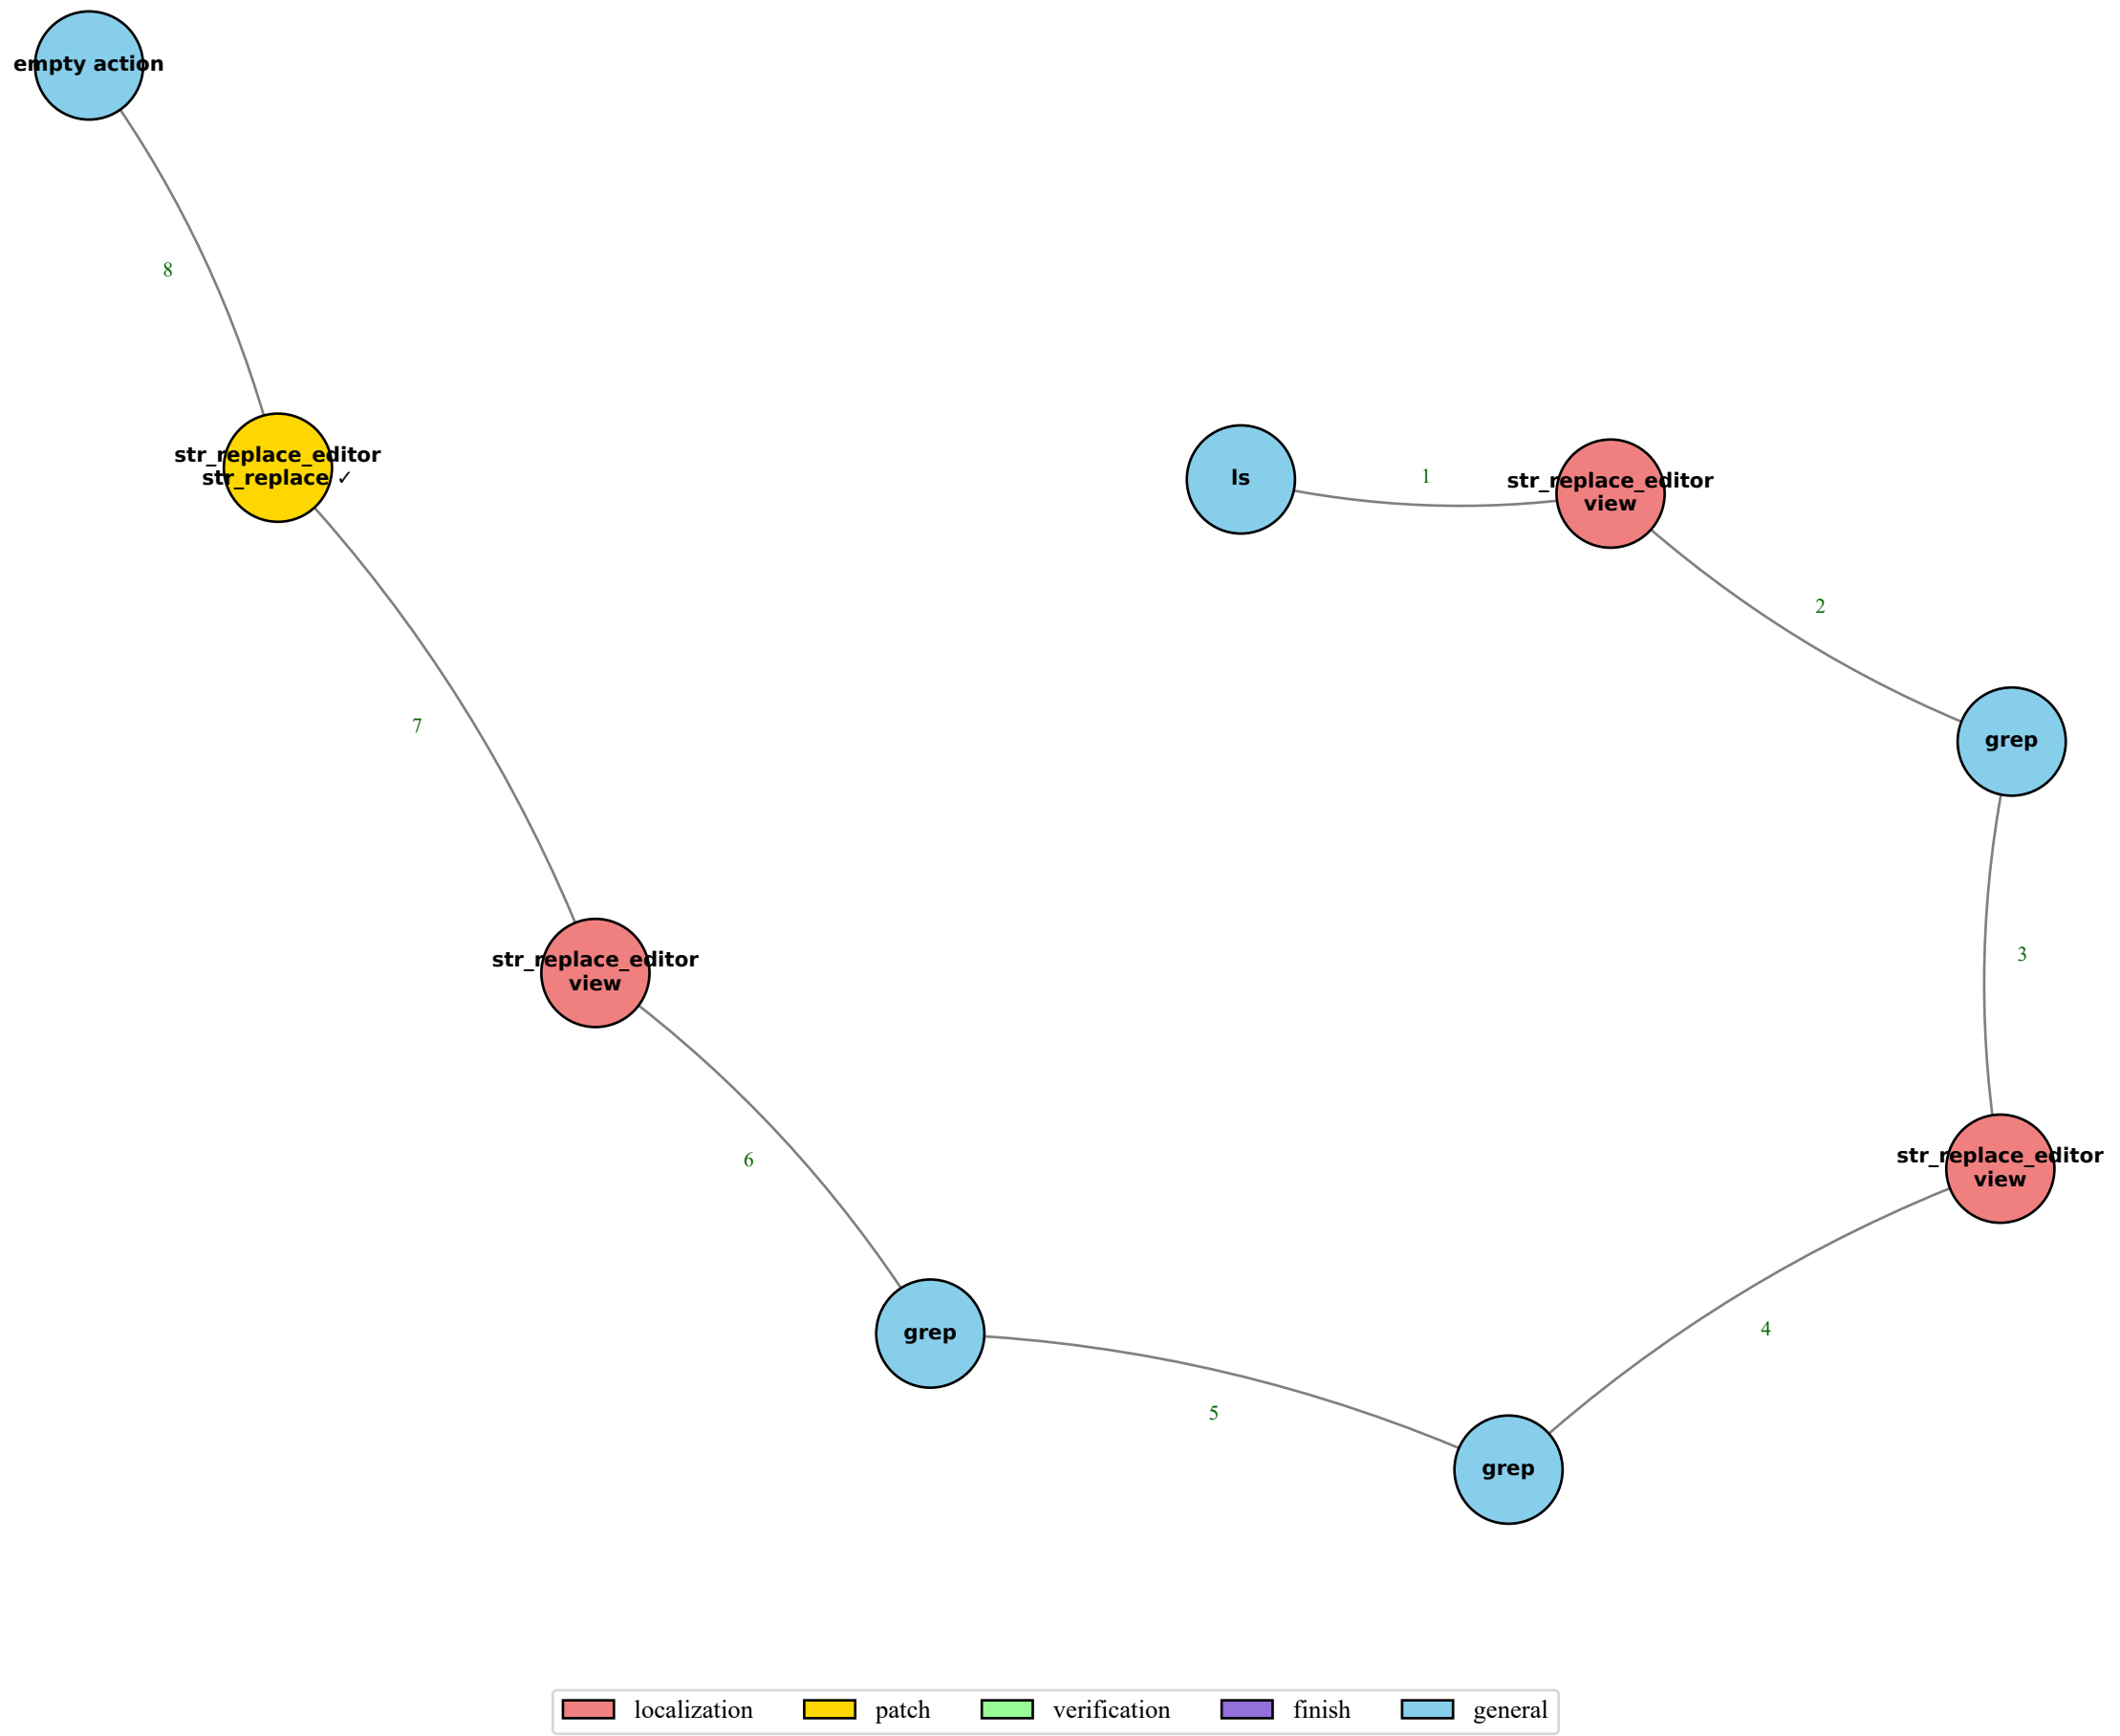 empty action
8
str_replace_editor
str_replace ✓
ls
1
str_replace_editor
view
2
grep
7
3
str_replace_editor
view
str_replace_editor
view
6
4
grep
5
grep
localization
patch
verification
finish
general